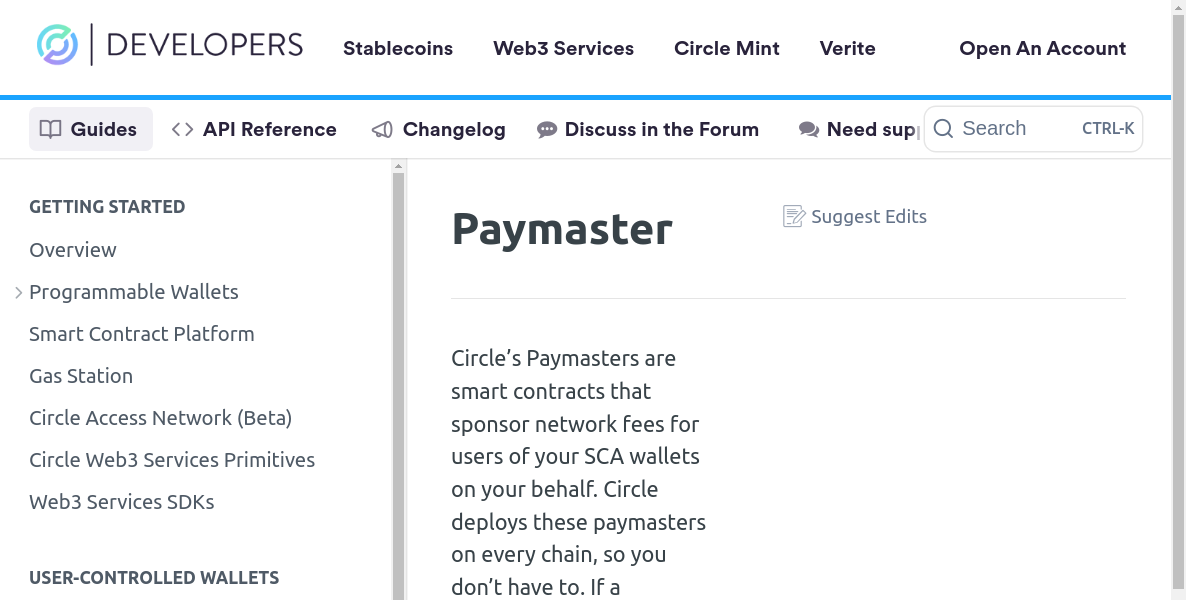 DEVELOPERS
Stablecoins
Web3 Services
Circle Mint
Verite
Open An Account
Guides
API Reference
Changelog
Discuss in the Forum
Need sup
Search
CTRL-K
GETTING STARTED
Overview
Programmable Wallets
Smart Contract Platform
Gas Station
Circle Access Network (Beta)
Circle Web3 Services Primitives
Web3 Services SDKs
USER-CONTROLLED WALLETS
Paymaster
Suggest Edits
Circle’s Paymasters are
smart contracts that
sponsor network fees for
users of your SCA wallets
on your behalf. Circle
deploys these paymasters
on every chain, so you
don’t have to. If a